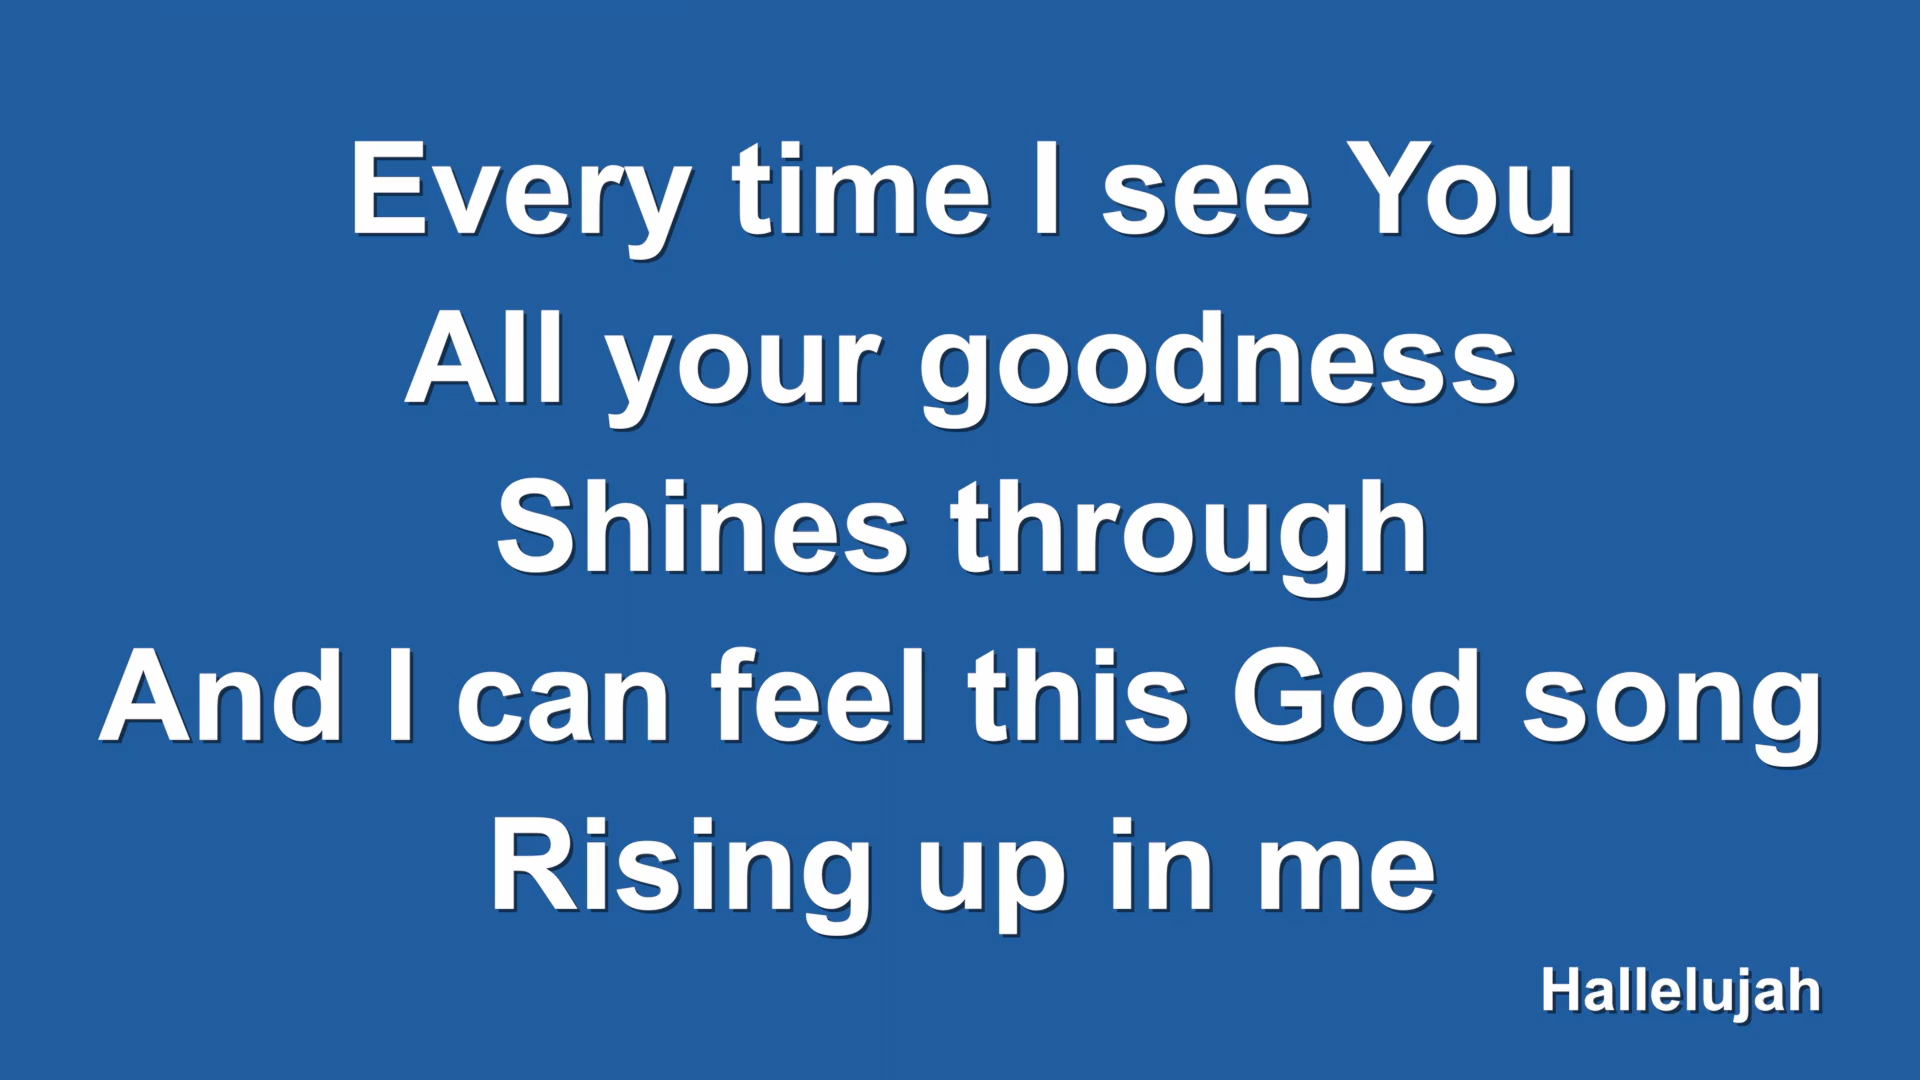 Every time I see You
All your goodness
Shines through
And I can feel this God song
Rising up in me
Hallelujah